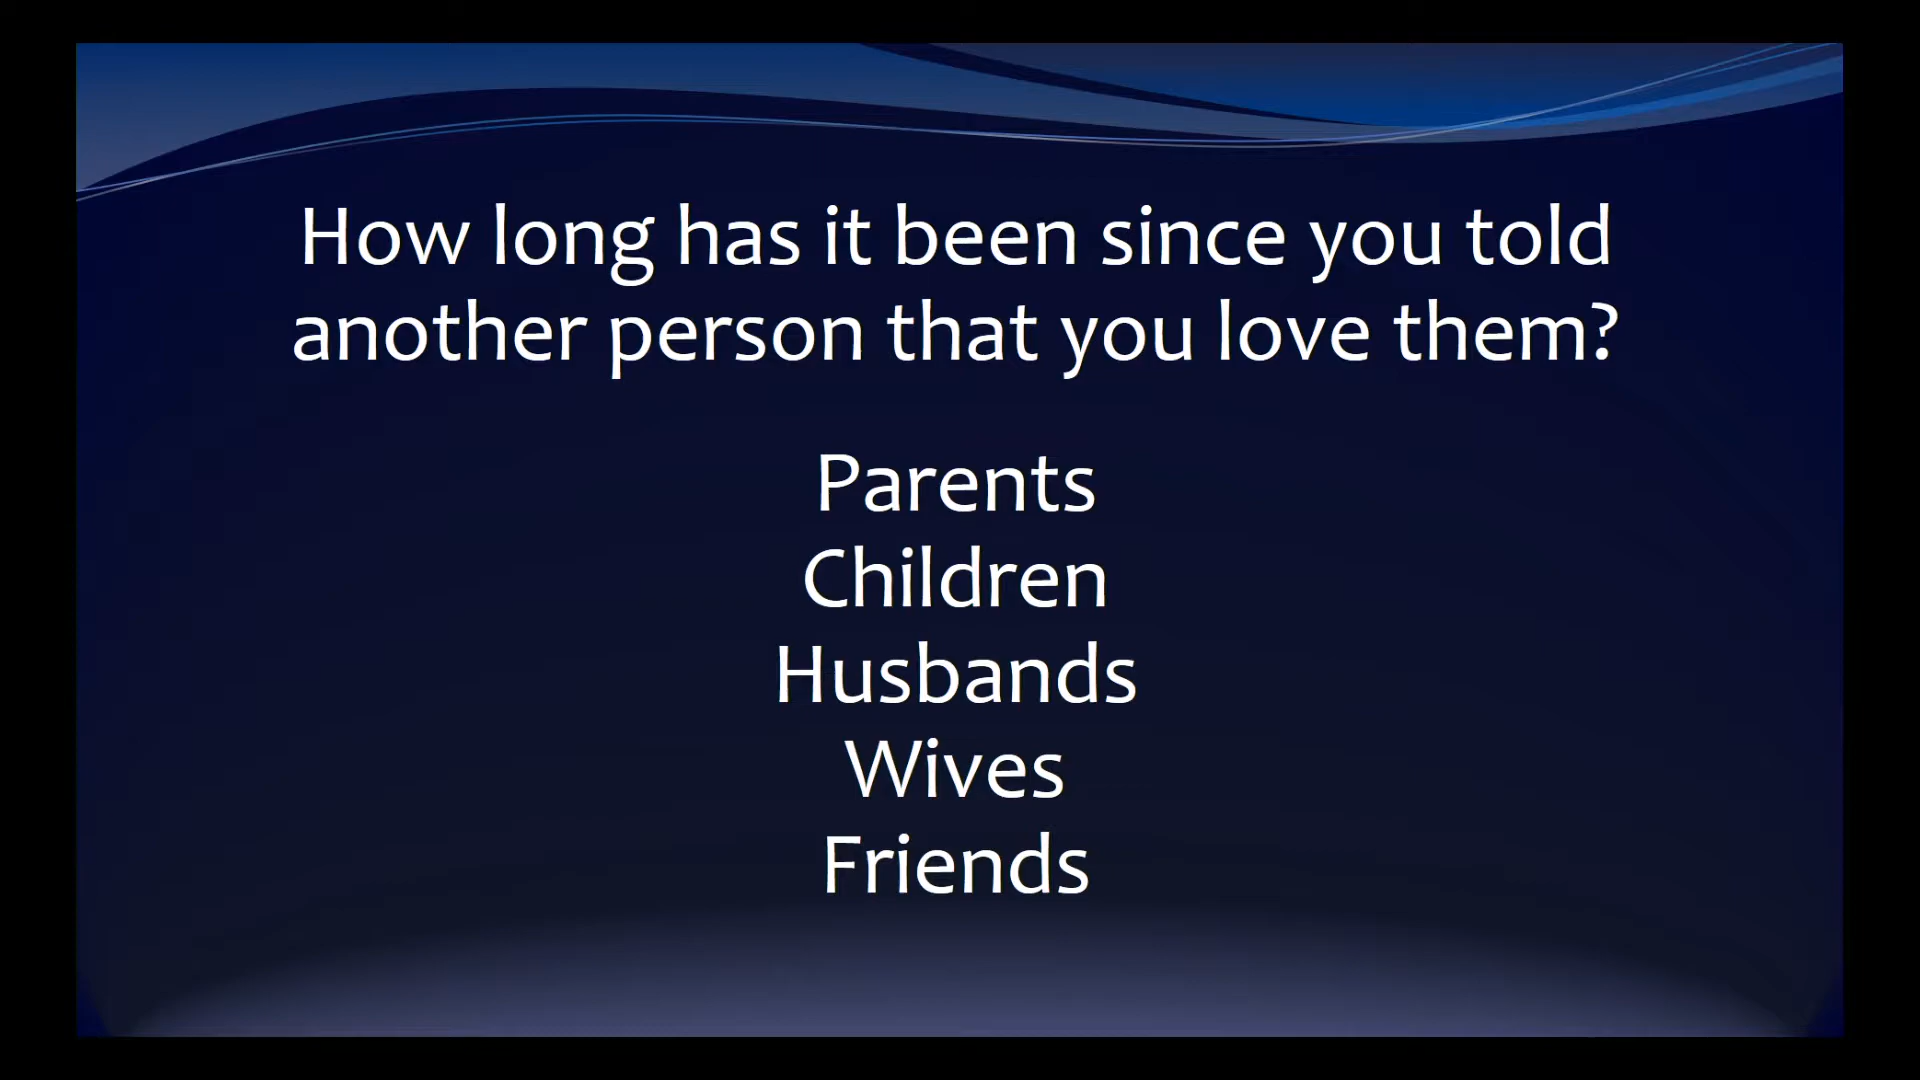 How long has it been since you told
another person that you love them?
Parents
Children
Husbands
Wives
Friends